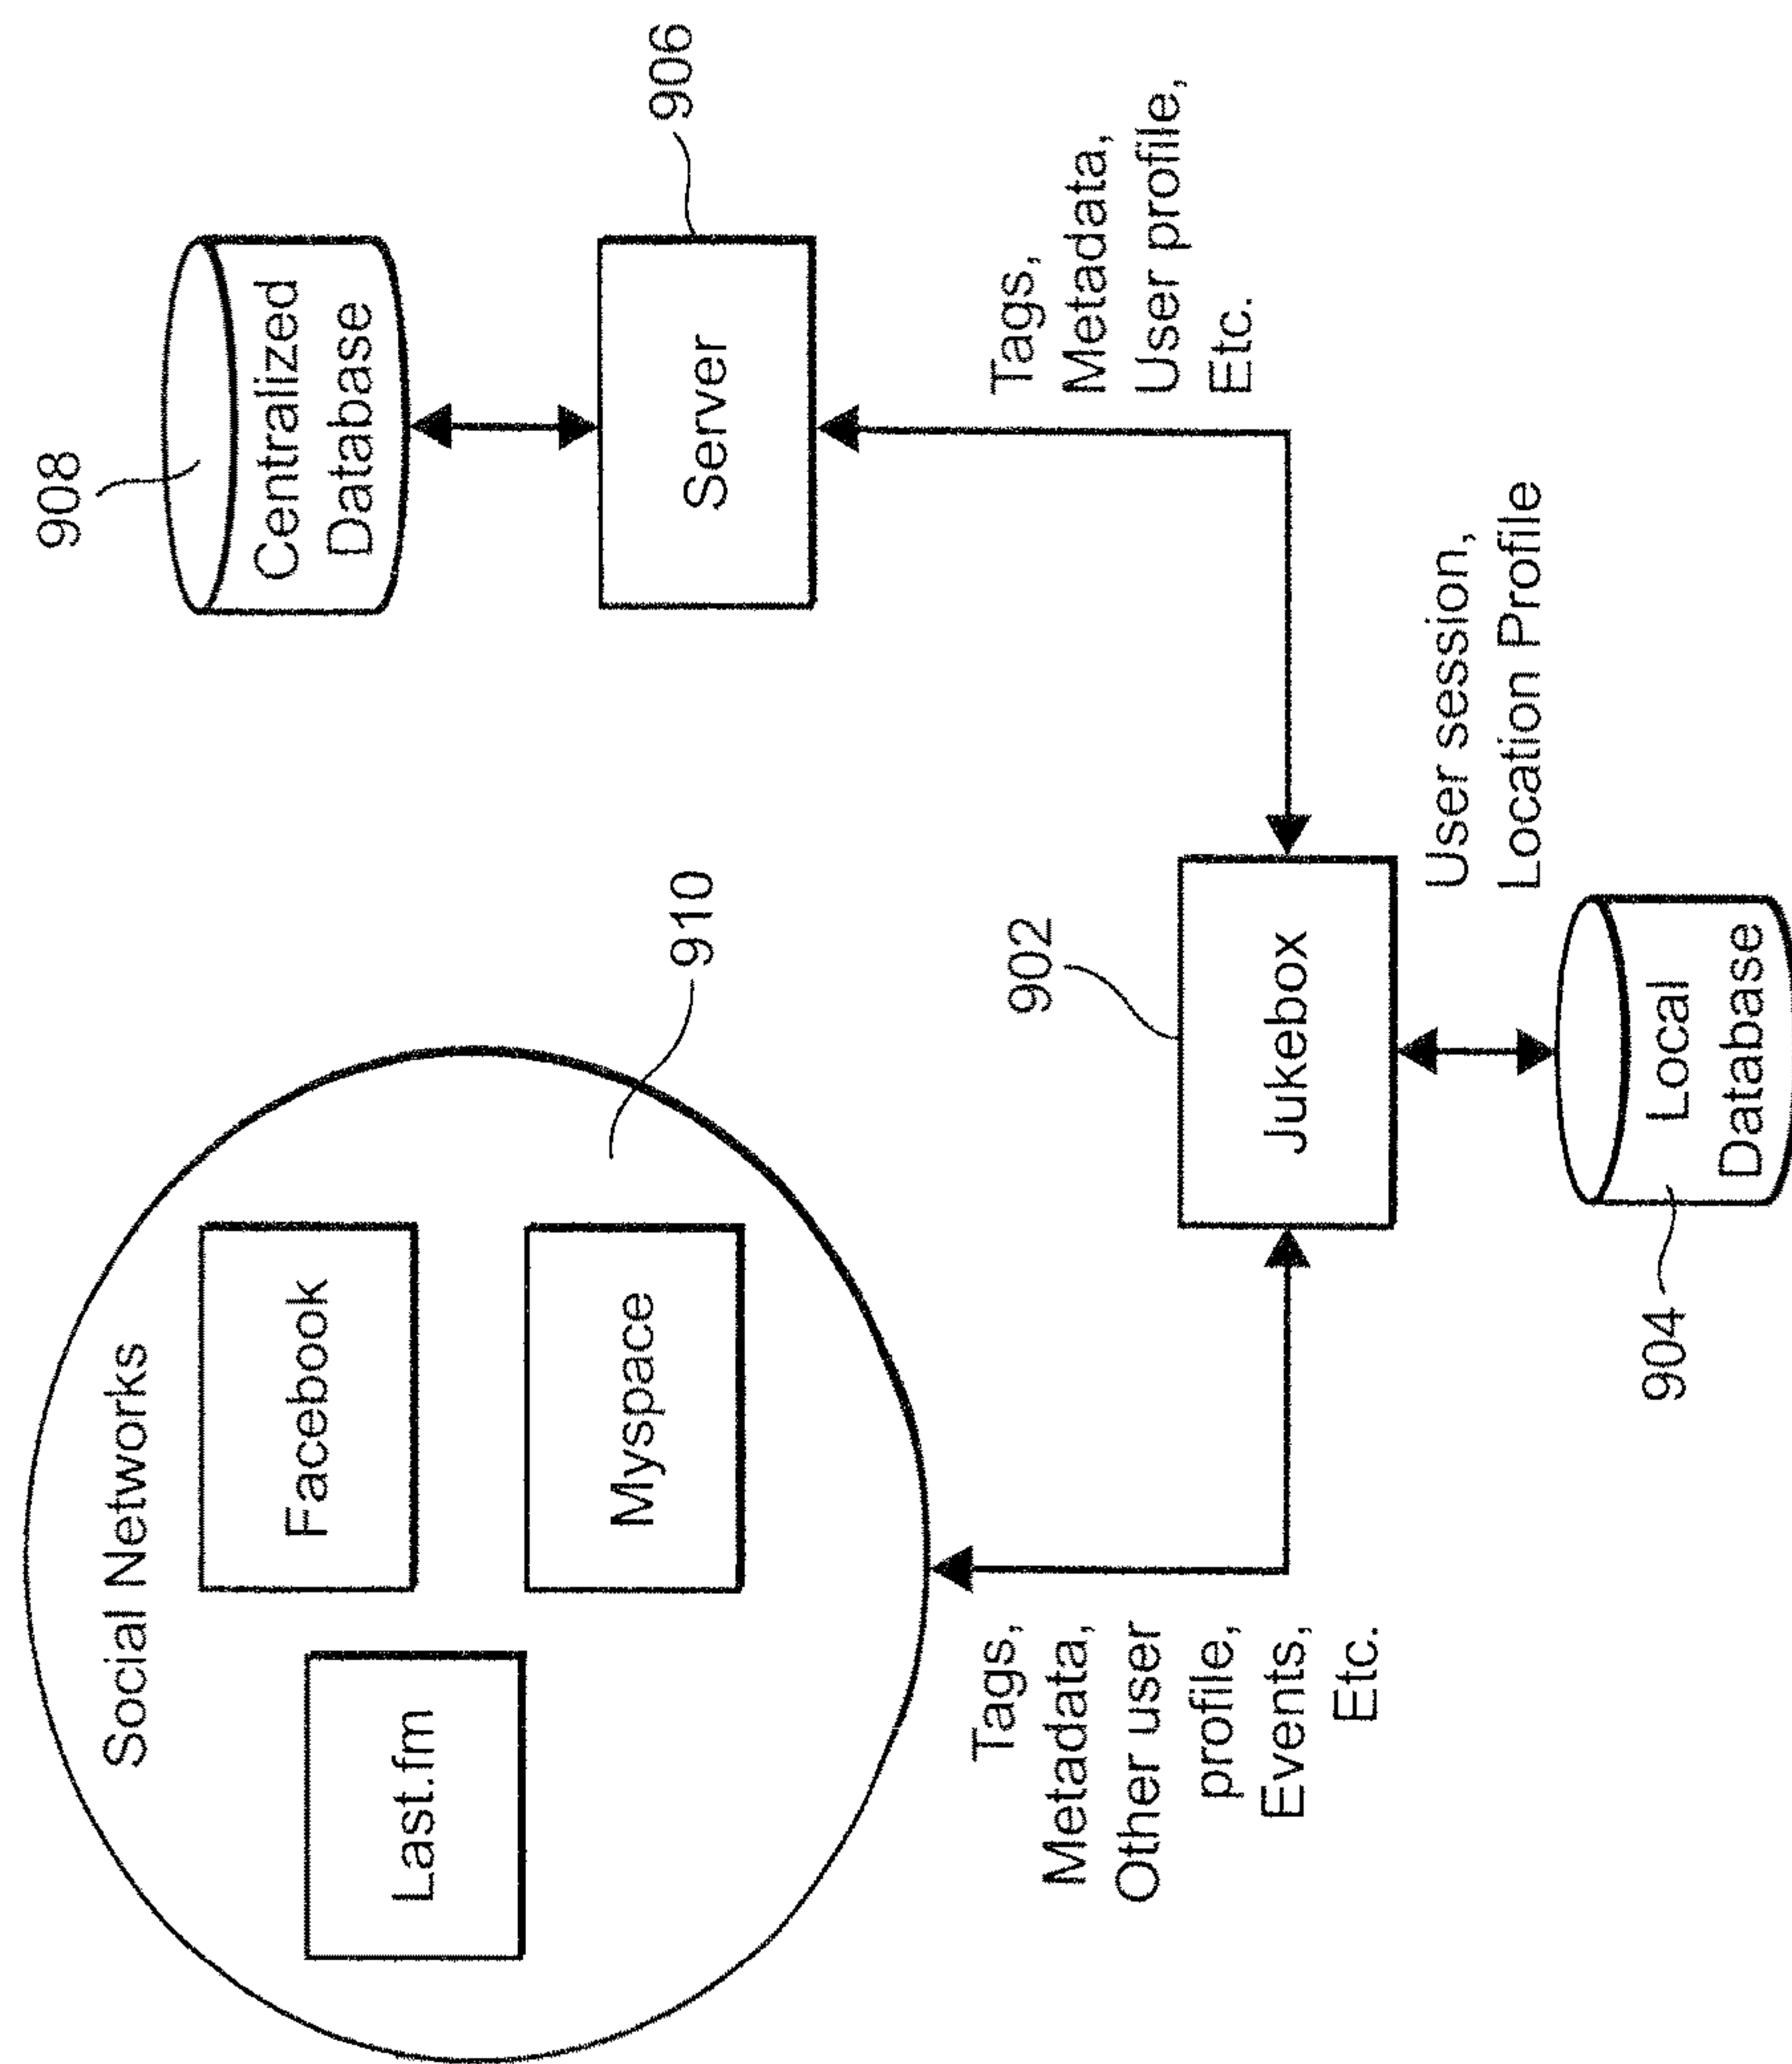 Social Networks
Last.fm
Facebook
Myspace
910
908
Centralized
Database
Server
906
Tags,
Metadata,
Other user
profile,
Events,
Etc.
902
Jukebox
Tags,
Metadata,
User profile,
Etc.
User session,
Location Profile
904
Local
Database